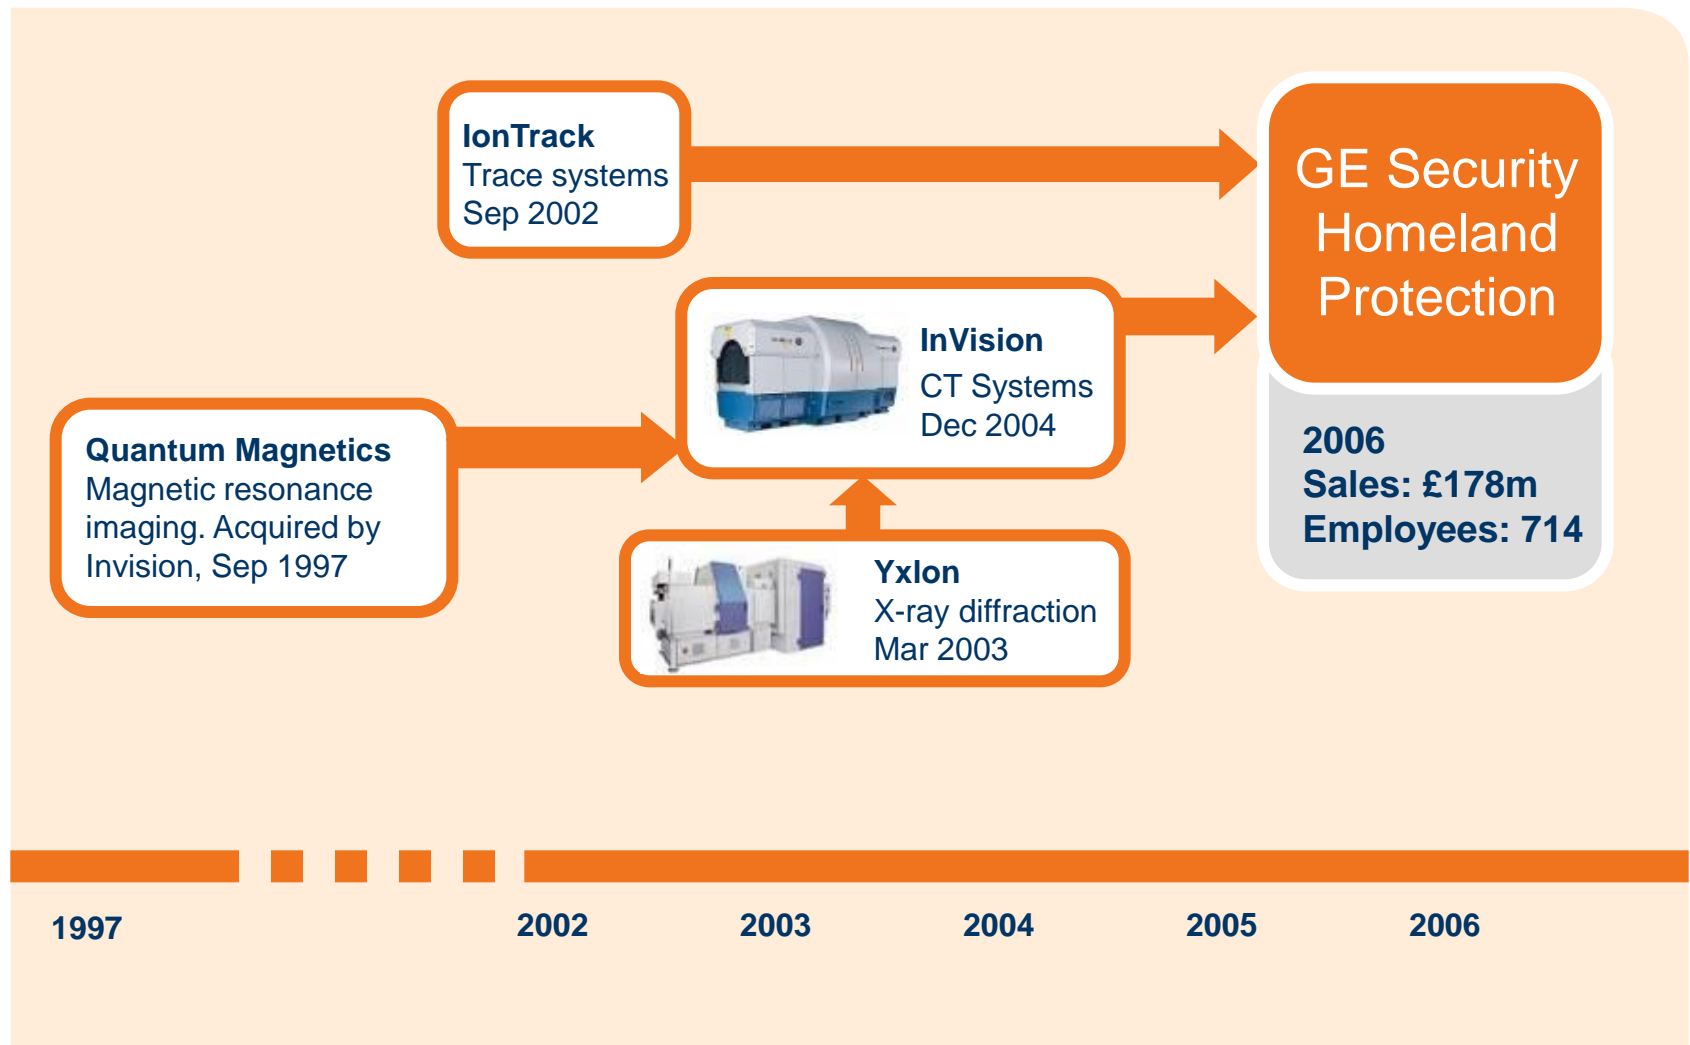 IonTrack
Trace systems
Sep 2002
GE Security
Homeland
Protection
InVision
CT Systems
Dec 2004
Quantum Magnetics
Magnetic resonance
imaging. Acquired by
Invision, Sep 1997
2006
Sales: £178m
Employees: 714
Yxlon
X-ray diffraction
Mar 2003
1997
2002
2003
2004
2005
2006